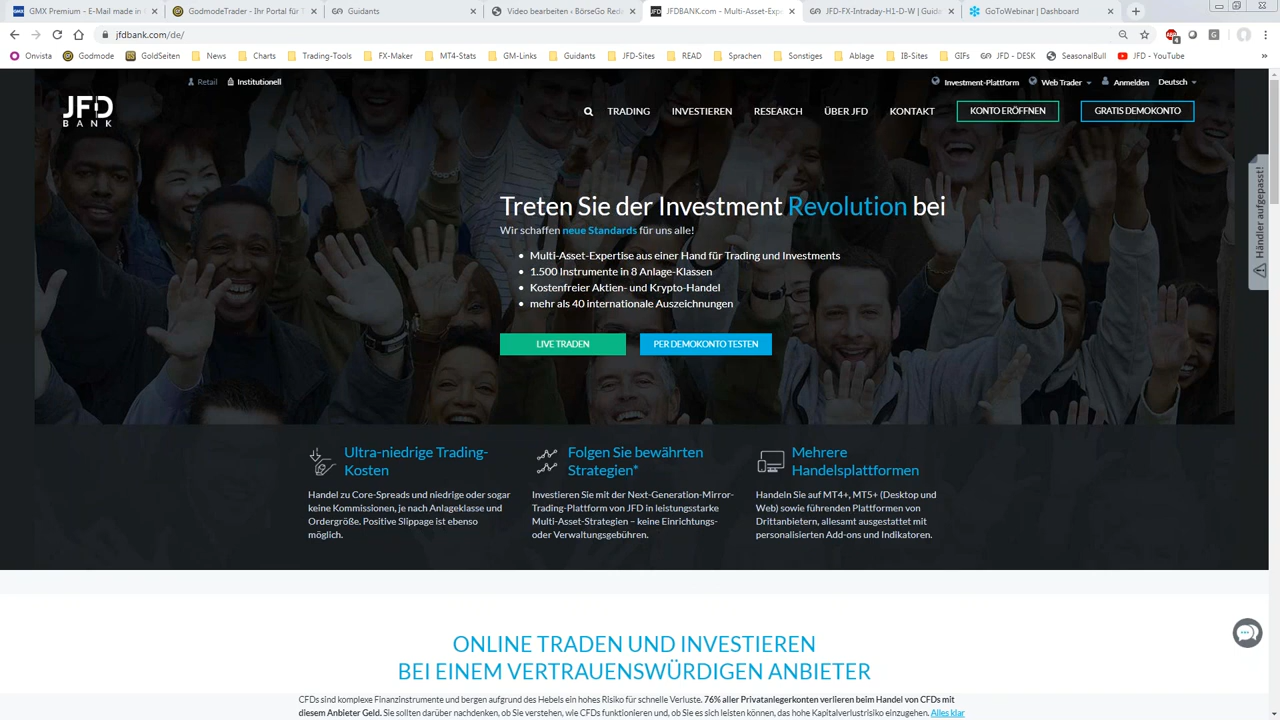 GMX Premium - E-Mail made in
GodmodeTrader - Ihr Portal für T
Guidants
Video bearbeiten ‹ BörseGo Red
JFDBANK.com - Multi-Asset-Exp
JFD-FX-Intraday-H1-D-W | Guid
GoToWebinar | Dashboard
jfdbank.com/de/
Onvista
Godmode
GoldSeiten
News
Charts
Trading-Tools
FX-Maker
MT4-Stats
GM-Links
Guidants
JFD-Sites
READ
Sprachen
Sonstiges
Ablage
IB-Sites
GIFs
JFD - DESK
SeasonalBull
JFD - YouTube
Retail
Institutionell
Investment-Plattform
Web Trader
Anmelden
Deutsch
JFD
BANK
TRADING
INVESTIEREN
RESEARCH
ÜBER JFD
KONTAKT
KONTO ERÖFFNEN
GRATIS DEMOKONTO
Händler aufgepasst!
Treten Sie der Investment Revolution bei
Wir schaffen neue Standards für uns alle!
• Multi-Asset-Expertise aus einer Hand für Trading und Investments
• 1.500 Instrumente in 8 Anlage-Klassen
• Kostenfreier Aktien- und Krypto-Handel
• mehr als 40 internationale Auszeichnungen
LIVE TRADEN
PER DEMOKONTO TESTEN
Ultra-niedrige Trading-
Kosten
Handel zu Core-Spreads und niedrige oder sogar
keine Kommissionen, je nach Anlageklasse und
Ordergröße. Positive Slippage ist ebenso
möglich.
Folgen Sie bewährten
Strategien*
Investieren Sie mit der Next-Generation-Mirror-
Trading-Plattform von JFD in leistungsstarke
Multi-Asset-Strategien – keine Einrichtungs-
oder Verwaltungsgebühren.
Mehrere
Handelsplattformen
Handeln Sie auf MT4+, MT5+ (Desktop und
Web) sowie führenden Plattformen von
Drittanbietern, allesamt ausgestattet mit
personalisierten Add-ons und Indikatoren.
ONLINE TRADEN UND INVESTIEREN
BEI EINEM VERTRAUENSWÜRDIGEN ANBIETER
CFDs sind komplexe Finanzinstrumente und bergen aufgrund des Hebels ein hohes Risiko für schnelle Verluste. 76% aller Privatanlegerkonten verlieren beim Handel von CFDs mit
diesem Anbieter Geld. Sie sollten darüber nachdenken, ob Sie verstehen, wie CFDs funktionieren und, ob Sie es sich leisten können, das hohe Kapitalverlustrisiko einzugehen. Alles klar